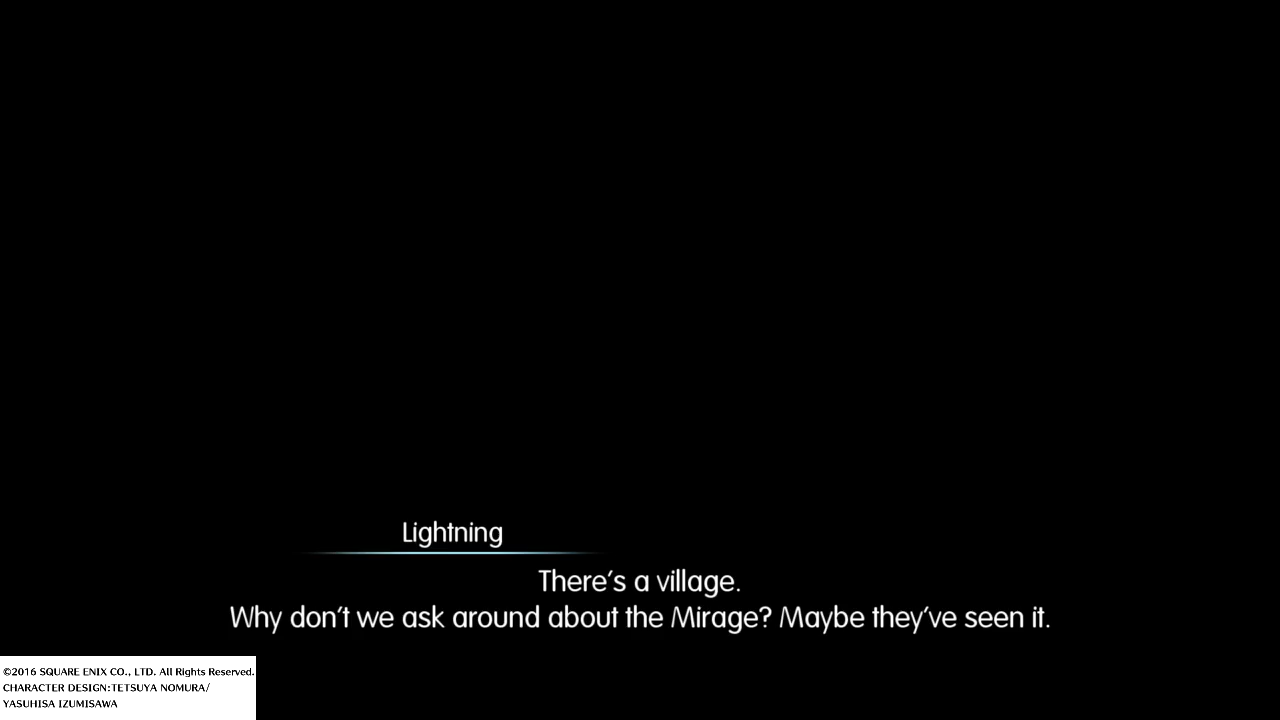 Lightning
There's a village.
Why don't we ask around about the Mirage? Maybe they've seen it.
©2016 SQUARE ENIX CO., LTD. All Rights Reserved.
CHARACTER DESIGN:TETSUYA NOMURA/
YASUHISA IZUMISAWA